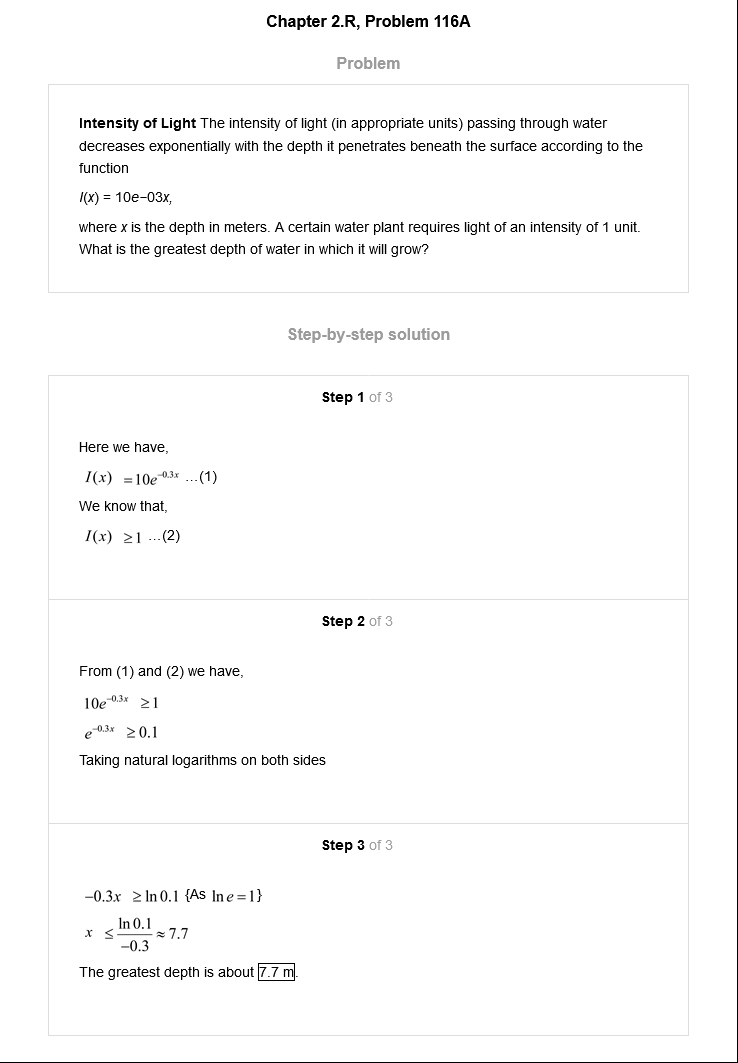 Chapter 2.R, Problem 116A
Problem
Intensity of Light The intensity of light (in appropriate units) passing through water
decreases exponentially with the depth it penetrates beneath the surface according to the
function
I(x) = 10e−03x,
where x is the depth in meters. A certain water plant requires light of an intensity of 1 unit.
What is the greatest depth of water in which it will grow?
Step-by-step solution
Step 1 of 3
Here we have,
I(x) = 10e^{−0.3x} …(1)
We know that,
I(x) ≥ 1 …(2)
Step 2 of 3
From (1) and (2) we have,
10e^{−0.3x} ≥ 1
e^{−0.3x} ≥ 0.1
Taking natural logarithms on both sides
Step 3 of 3
−0.3x ≥ ln 0.1 {As ln e = 1}
x ≤ \frac{ln 0.1}{−0.3} ≈ 7.7
The greatest depth is about 7.7 m.